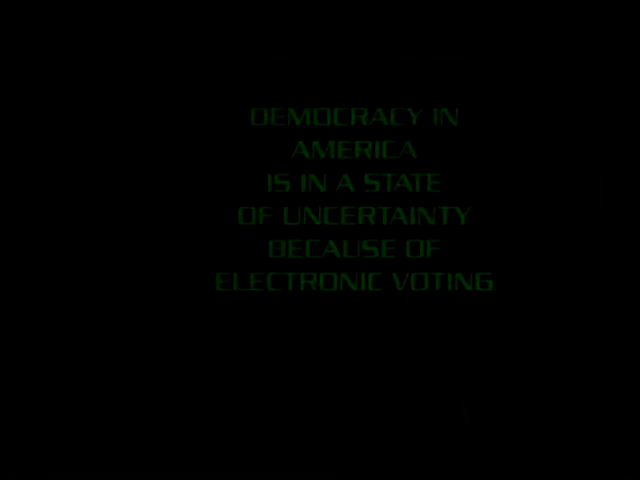 DEMOCRACY IN
AMERICA
IS IN A STATE
OF UNCERTAINTY
BECAUSE OF
ELECTRONIC VOTING